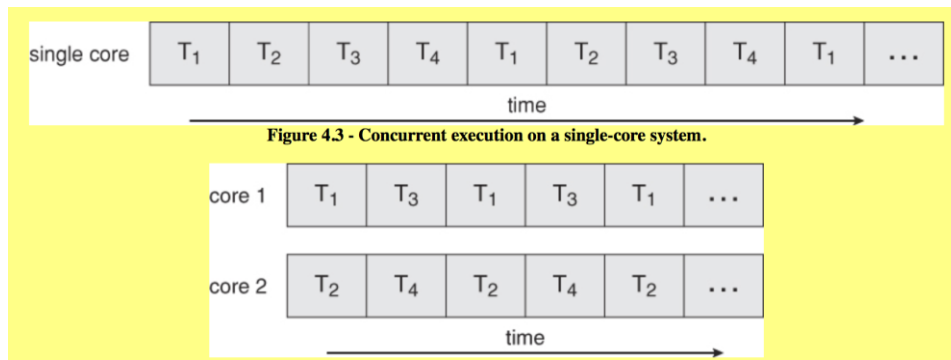 single core T₁ T₂ T₃ T₄ T₁ T₂ T₃ T₄ T₁ ...
time
Figure 4.3 - Concurrent execution on a single-core system.
core 1 T₁ T₃ T₁ T₃ T₁ ...
core 2 T₂ T₄ T₂ T₄ T₂ ...
time